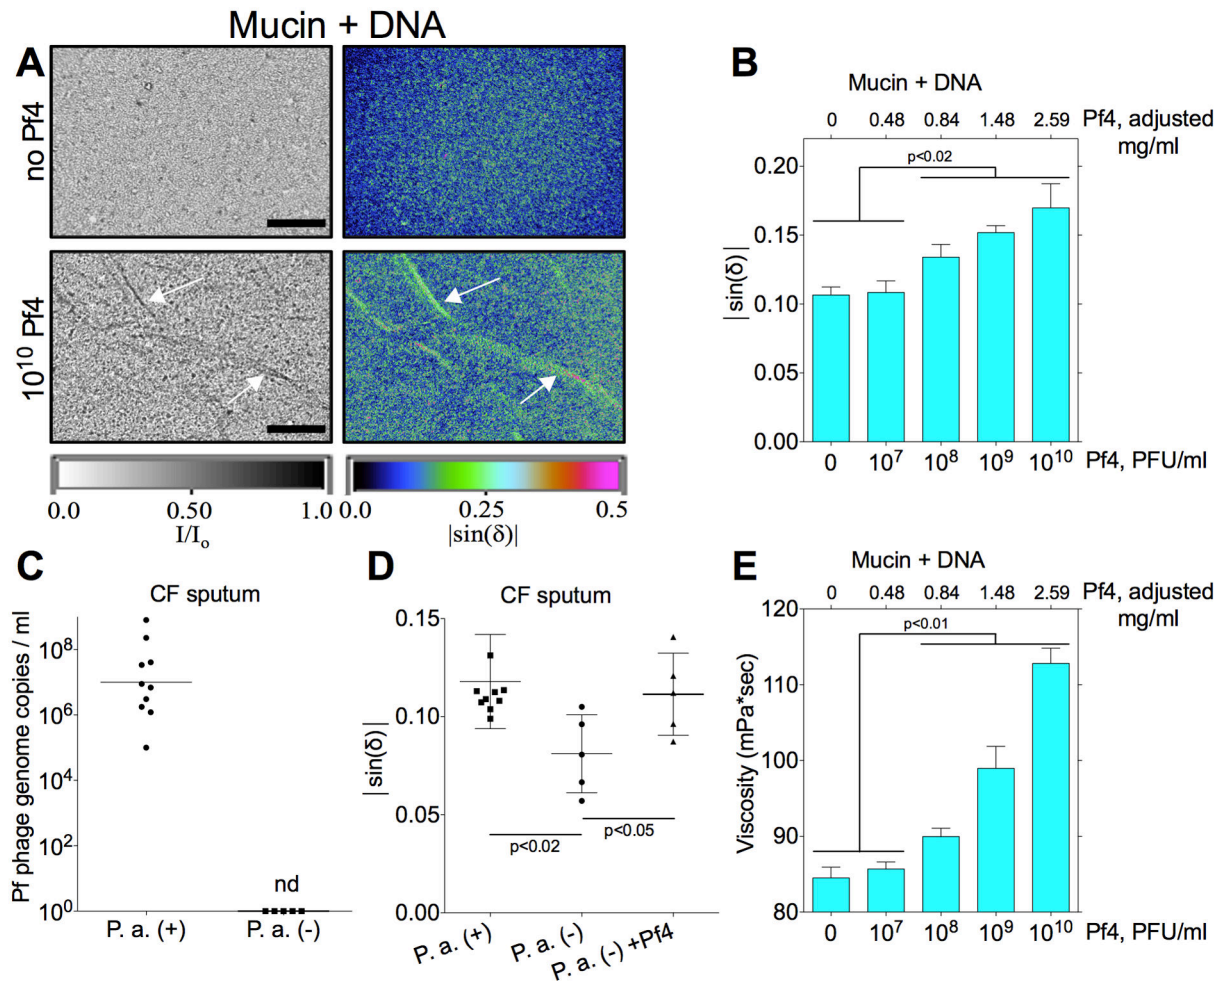 Mucin + DNA
A
no Pf4
10¹⁰ Pf4
0.0 0.50 1.0
I/Iₒ
0.0 0.25 0.5
|sin(δ)|
B
Mucin + DNA
0 0.48 0.84 1.48 2.59 Pf4, adjusted
mg/ml
p<0.02
0.20
0.15
0.10
0.05
0.00
|sin(δ)|
0 10⁷ 10⁸ 10⁹ 10¹⁰ Pf4, PFU/ml
C
CF sputum
Pf phage genome copies / ml
10⁸
10⁶
10⁴
10²
10⁰
nd
P. a. (+) P. a. (-)
D
CF sputum
|sin(δ)|
0.15
0.10
0.05
0.00
p<0.02
p<0.05
P. a. (+) P. a. (-) P. a. (-) +Pf4
E
Mucin + DNA
0 0.48 0.84 1.48 2.59 Pf4, adjusted
mg/ml
p<0.01
Viscosity (mPa*sec)
120
110
100
90
80
0 10⁷ 10⁸ 10⁹ 10¹⁰ Pf4, PFU/ml